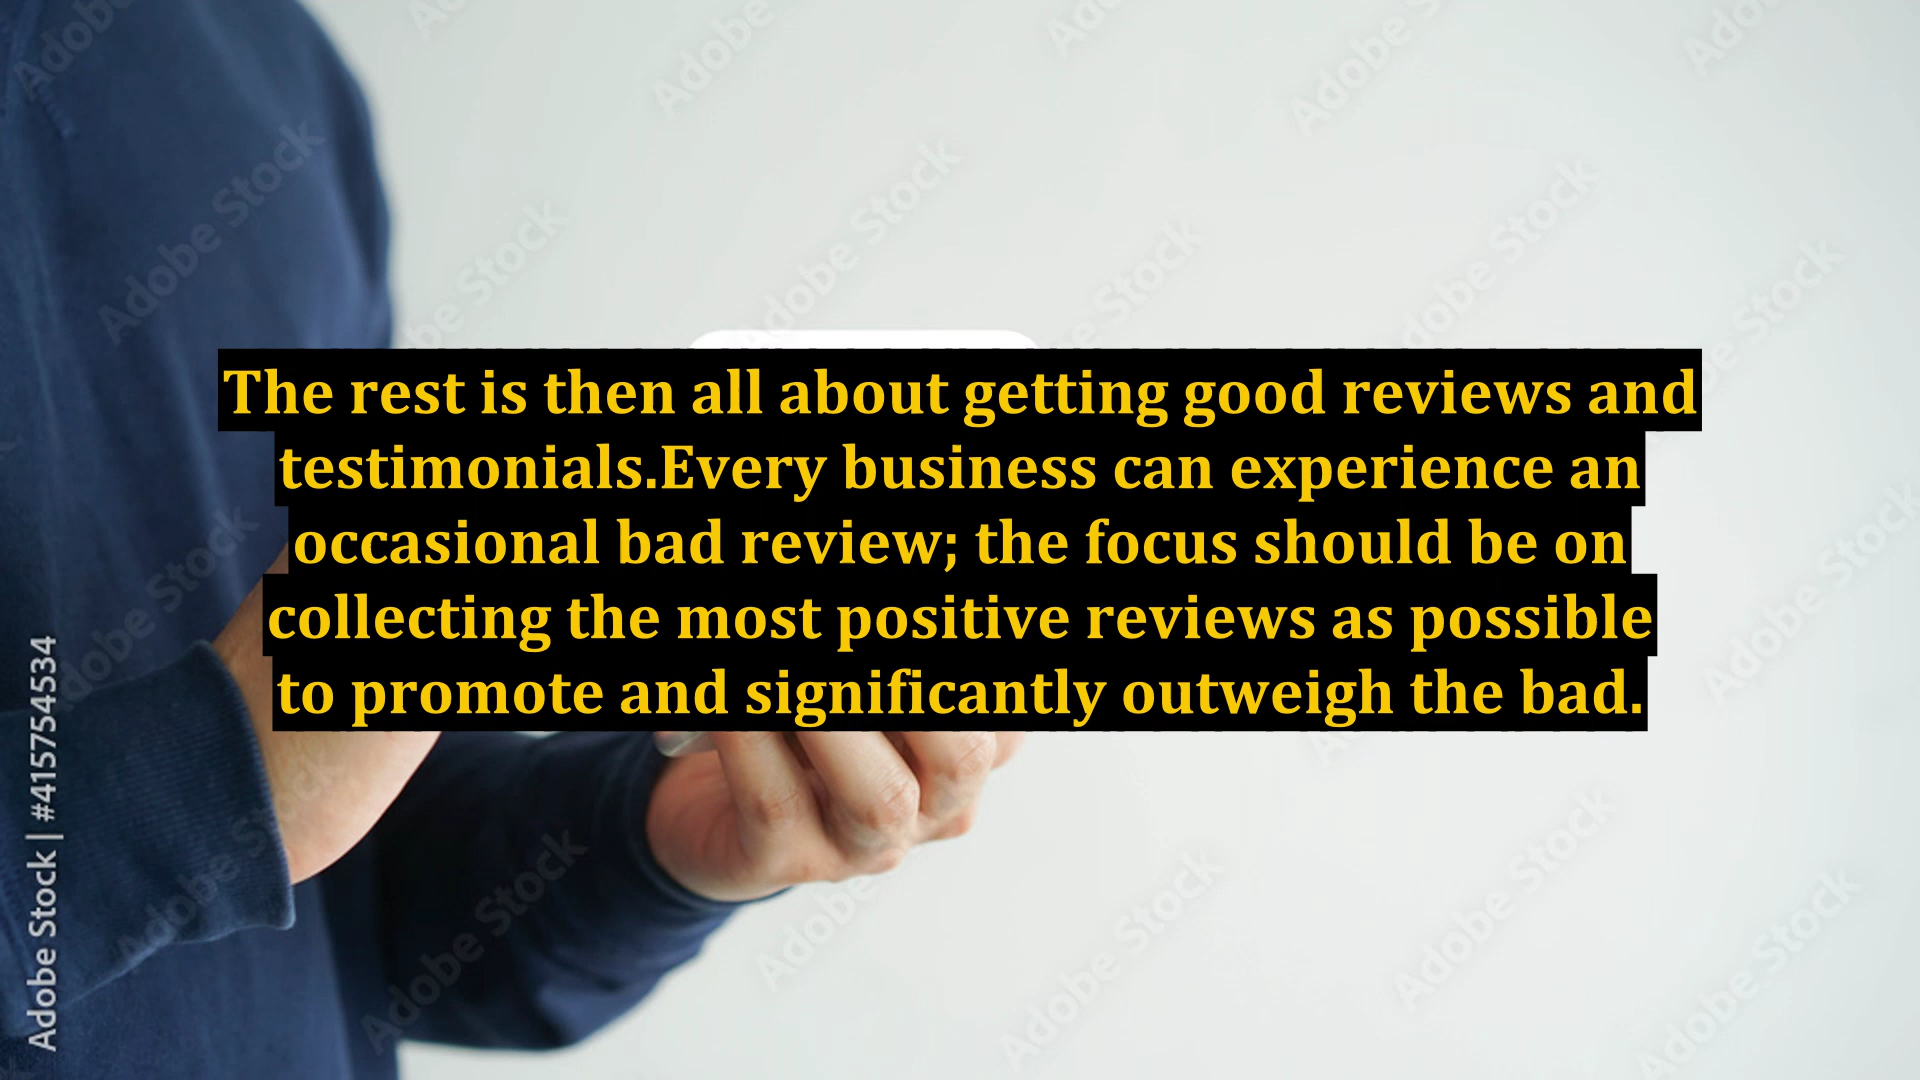 The rest is then all about getting good reviews and
testimonials.Every business can experience an
occasional bad review; the focus should be on
collecting the most positive reviews as possible
to promote and significantly outweigh the bad.
Adobe Stock | #415754534
Adobe Stock